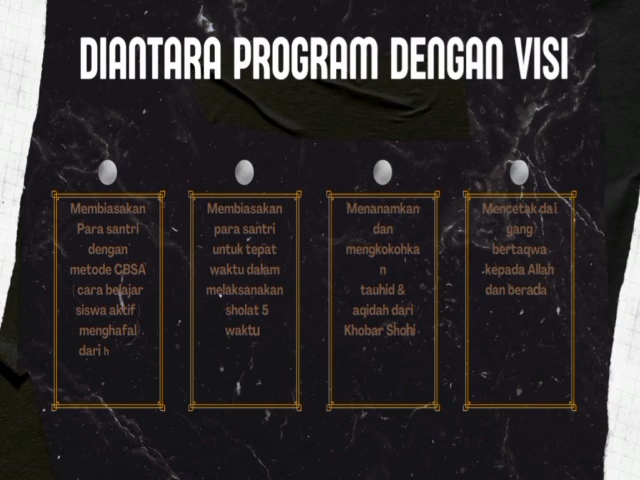 DIANTARA PROGRAM DENGAN VISI
Membiasakan
Para santri
dengan
metode CBSA
( cara belajar
siswa aktif )
menghafal
dari h
Membiasakan
para santri
untuk tepat
waktu dalam
melaksanakan
sholat 5
waktu
Menanamkan
dan
mengkokohka
n
tauhid &
aqidah dari
Khobar Shohi
Mencetak dai
yang
bertaqwa
kepada Allah
dan berada